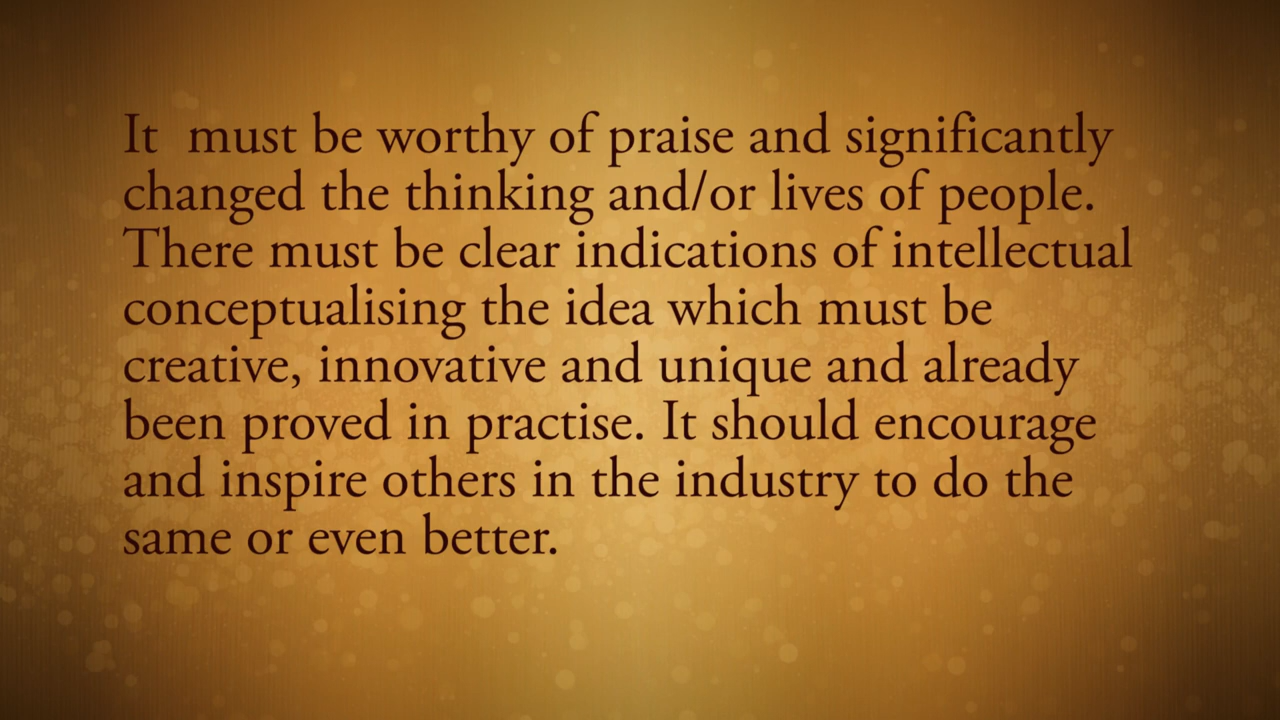 It  must be worthy of praise and significantly
changed the thinking and/or lives of people.
There must be clear indications of intellectual
conceptualising the idea which must be
creative, innovative and unique and already
been proved in practise. It should encourage
and inspire others in the industry to do the
same or even better.